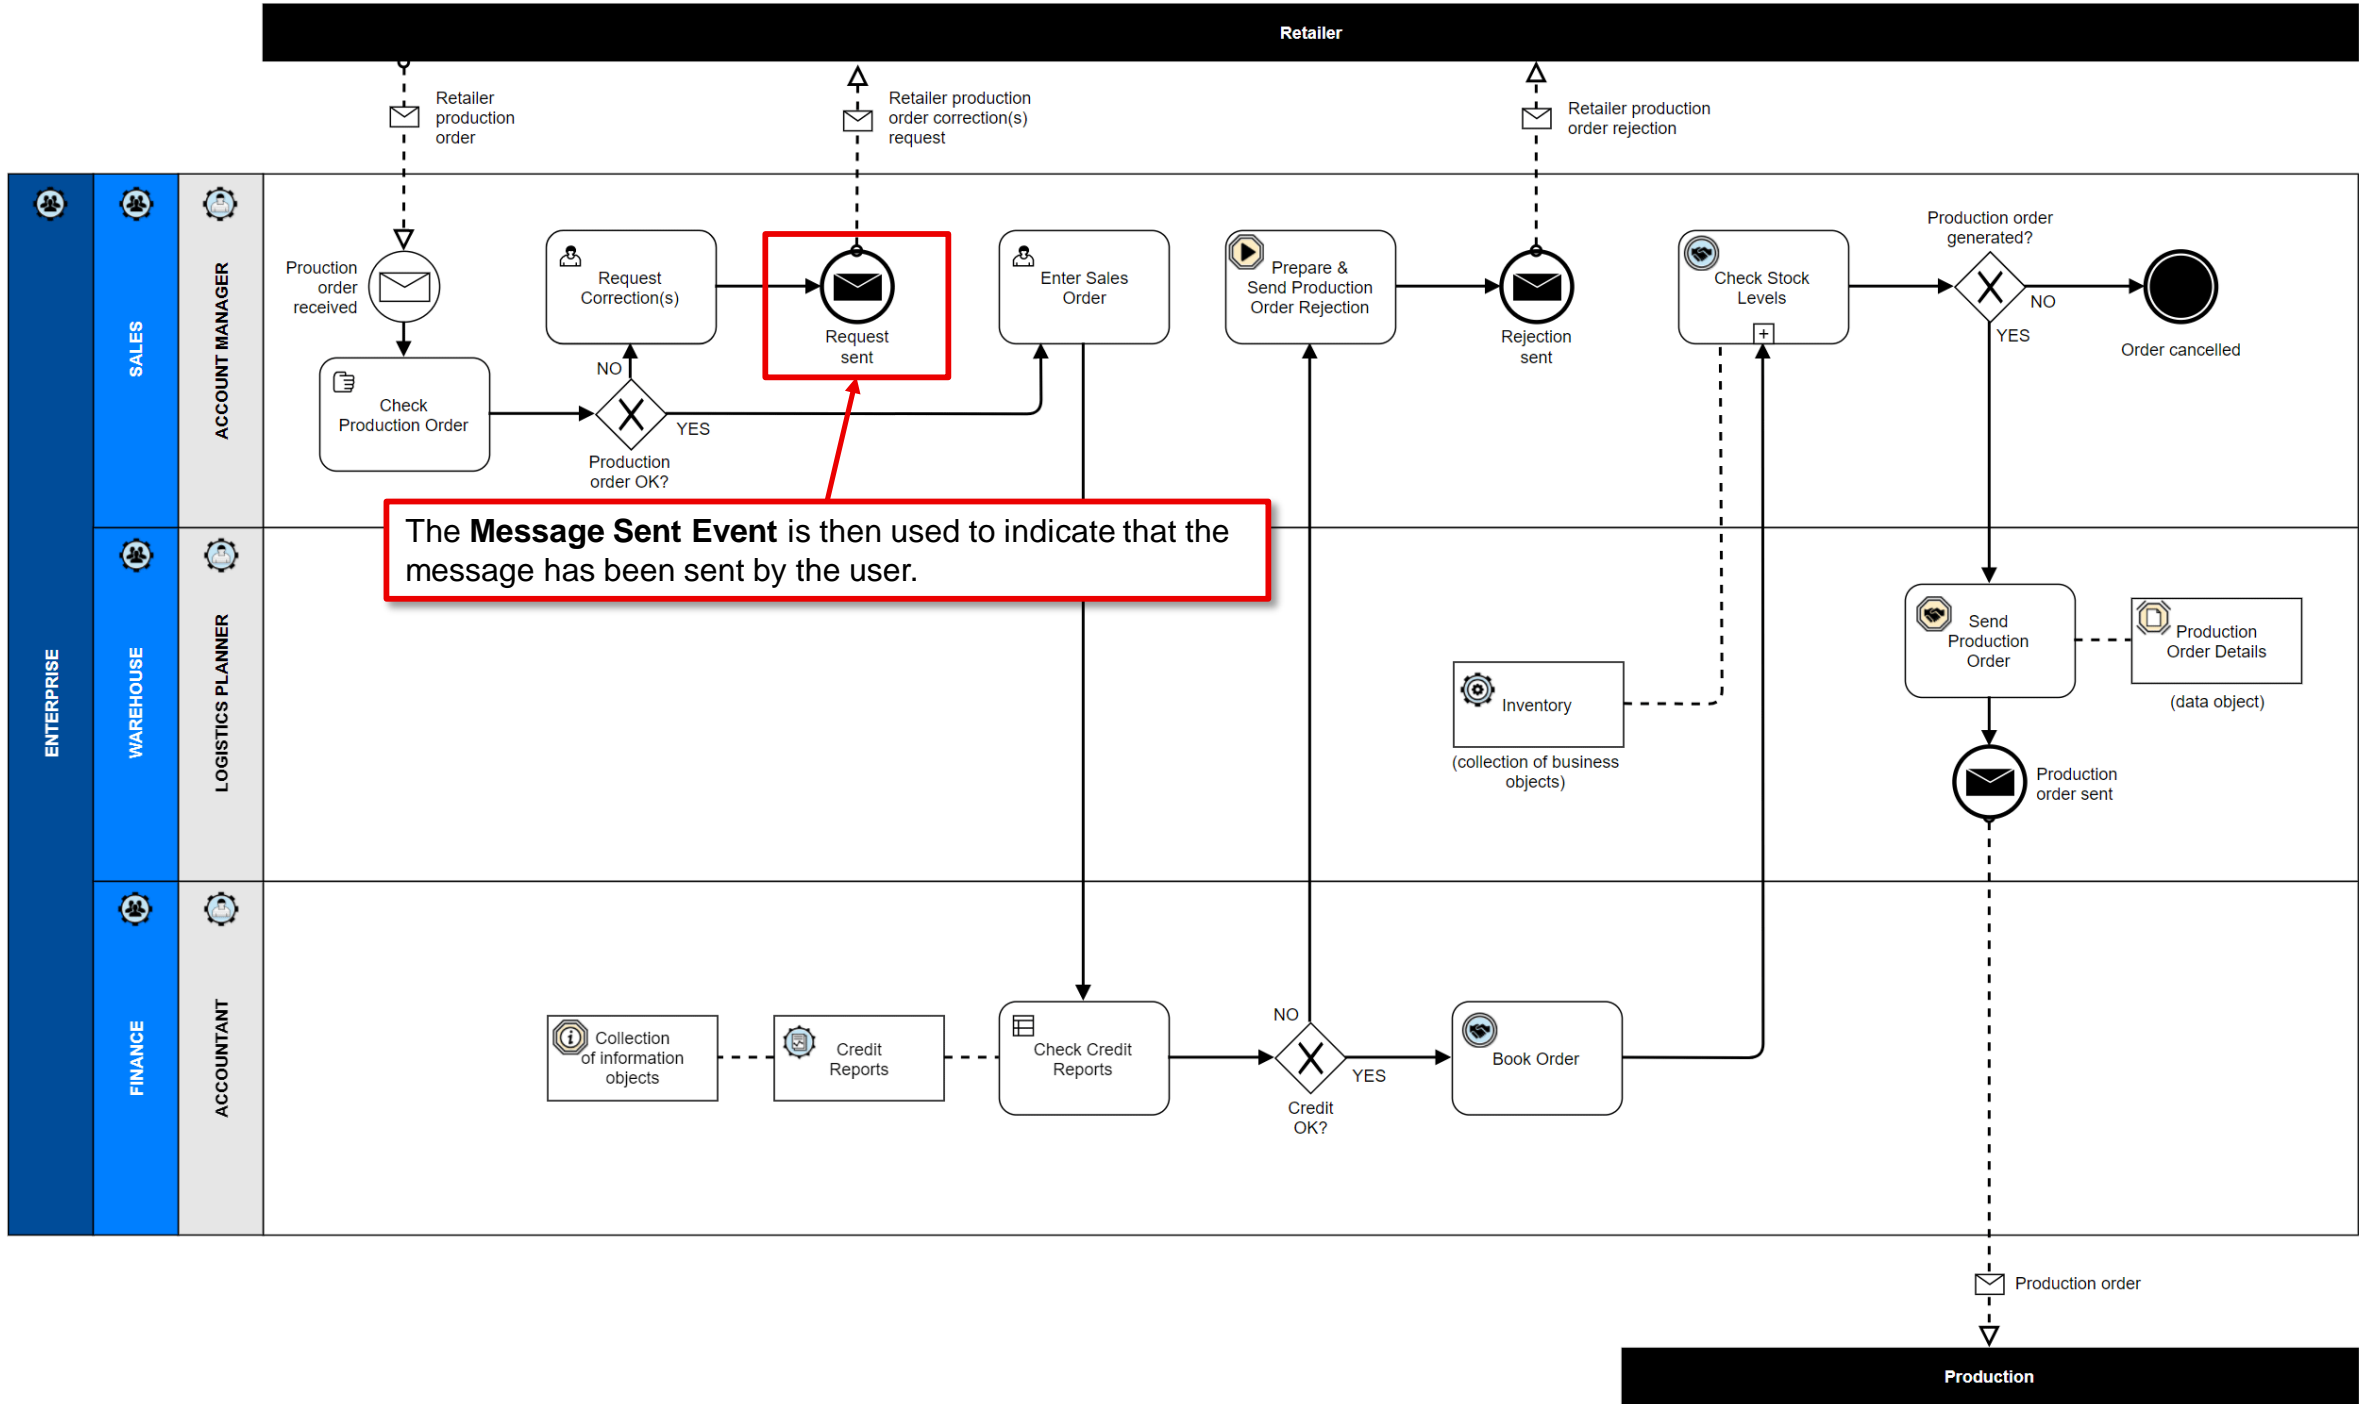 Retailer
Retailer
production
order
Retailer production
order correction(s)
request
Retailer production
order rejection
ENTERPRISE
SALES
ACCOUNT MANAGER
Prouction
order
received
Check
Production Order
Request
Correction(s)
NO
YES
Production
order OK?
Request
sent
Enter Sales
Order
Prepare &
Send Production
Order Rejection
Rejection
sent
Check Stock
Levels
Production order
generated?
NO
YES
Order cancelled
The Message Sent Event is then used to indicate that the
message has been sent by the user.
WAREHOUSE
LOGISTICS PLANNER
Inventory
(collection of business
objects)
Send
Production
Order
Production
Order Details
(data object)
Production
order sent
FINANCE
ACCOUNTANT
Collection
of information
objects
Credit
Reports
Check Credit
Reports
NO
YES
Credit
OK?
Book Order
Production order
Production